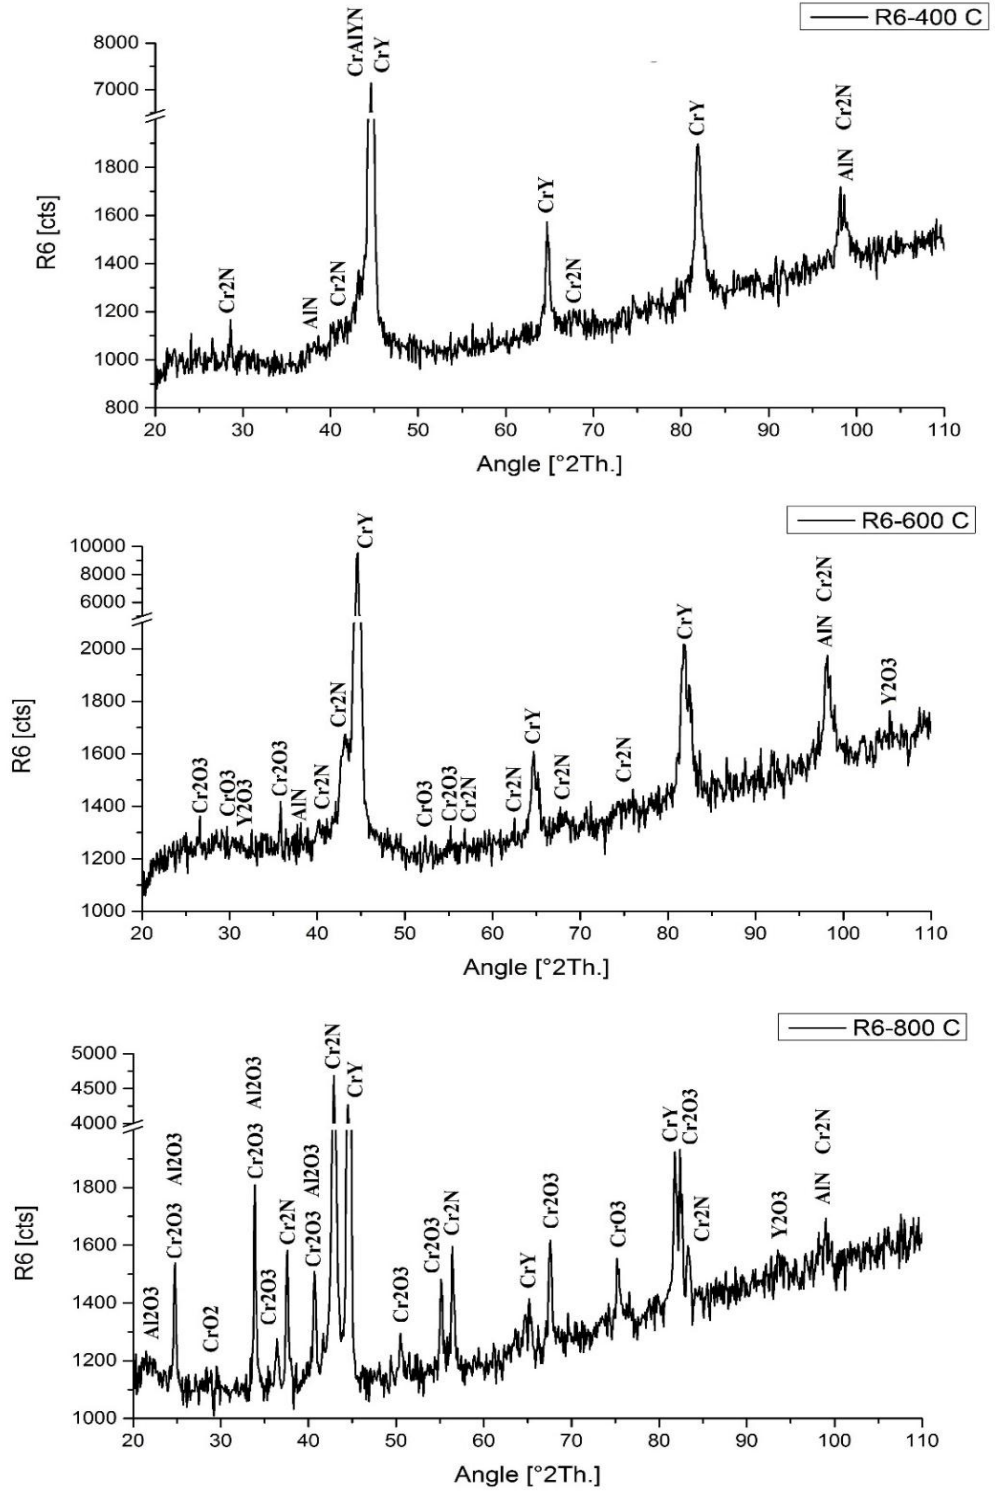 R6-400 C
CrAlYN
CrY
CrY
CrY
AlN
Cr2N
Cr2N
AlN
Cr2N
Cr2N
8000
7000
1800
1600
1400
1200
1000
800
R6 [cts]
20 30 40 50 60 70 80 90 100 110
Angle [°2Th.]
R6-600 C
CrY
Cr2O3
CrO3
Y2O3
Cr2O3
AlN
Cr2N
Cr2N
CrO3
Cr2O3
Cr2N
Cr2N
CrY
Cr2N
Cr2N
CrY
AlN
Cr2N
Y2O3
10000
8000
6000
2000
1800
1600
1400
1200
1000
R6 [cts]
20 30 40 50 60 70 80 90 100 110
Angle [°2Th.]
R6-800 C
Al2O3
Cr2O3 Al2O3
CrO2
Cr2O3 Al2O3
Cr2O3
Cr2N
Cr2O3 Al2O3
Cr2N
CrY
Cr2O3
Cr2O3
Cr2N
CrY
Cr2O3
CrO3
CrY
Cr2O3
Cr2N
Y2O3
AlN Cr2N
5000
4500
4000
1800
1600
1400
1200
1000
R6 [cts]
20 30 40 50 60 70 80 90 100 110
Angle [°2Th.]